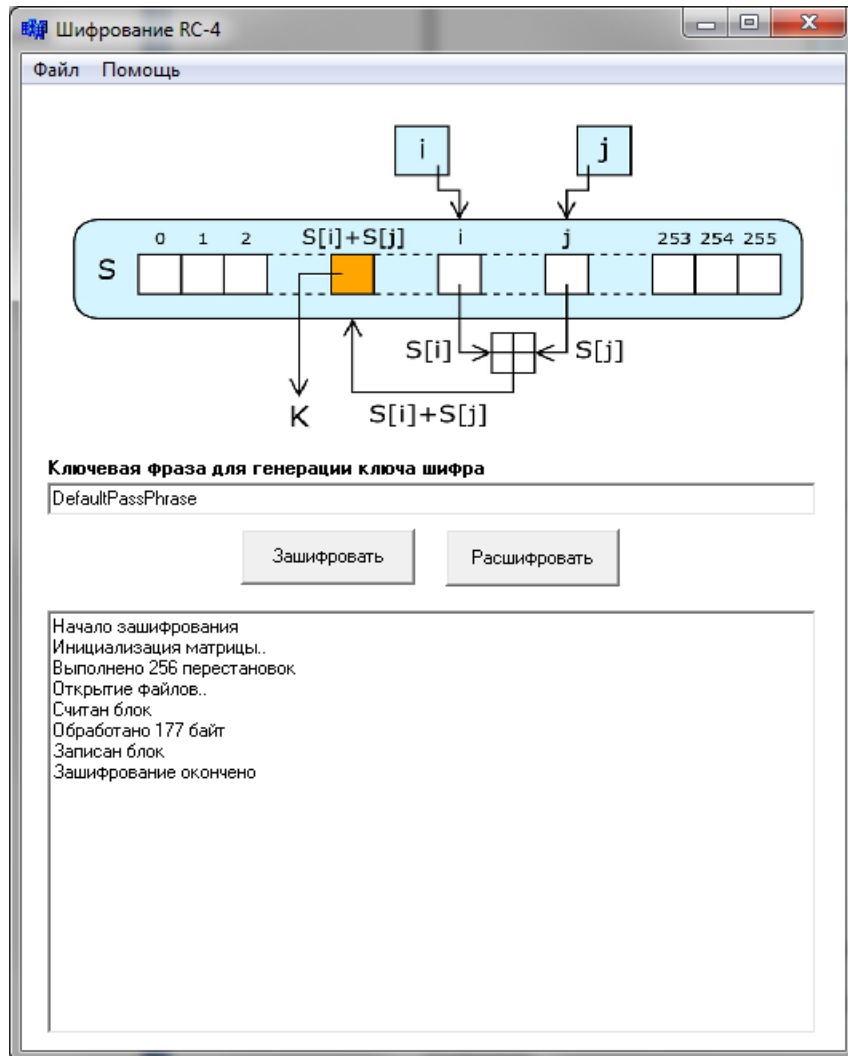 Шифрование RC-4
Файл Помощь
i j
0 1 2 S[i]+S[j] i j 253 254 255
S
S[i] S[j]
K S[i]+S[j]
Ключевая фраза для генерации ключа шифра
DefaultPassPhrase
Зашифровать Расшифровать
Начало зашифрования
Инициализация матрицы..
Выполнено 256 перестановок
Открытие файлов..
Считан блок
Обработано 177 байт
Записан блок
Зашифрование окончено